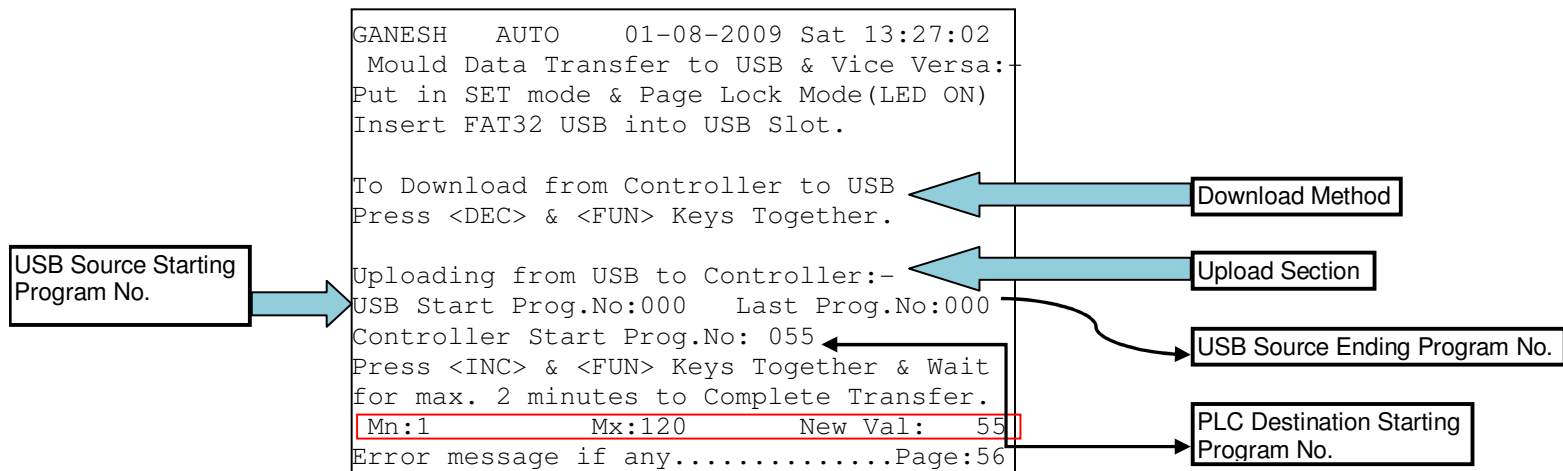 GANESH AUTO 01-08-2009 Sat 13:27:02
Mould Data Transfer to USB & Vice Versa:-
Put in SET mode & Page Lock Mode(LED ON)
Insert FAT32 USB into USB Slot.
To Download from Controller to USB
Press <DEC> & <FUN> Keys Together.
Download Method
Uploading from USB to Controller:-
Upload Section
USB Source Starting
Program No.
USB Start Prog.No:000 Last Prog.No:000
Controller Start Prog.No: 055
USB Source Ending Program No.
Press <INC> & <FUN> Keys Together & Wait
for max. 2 minutes to Complete Transfer.
Mn:1 Mx:120 New Val: 55
PLC Destination Starting
Program No.
Error message if any..............Page:56